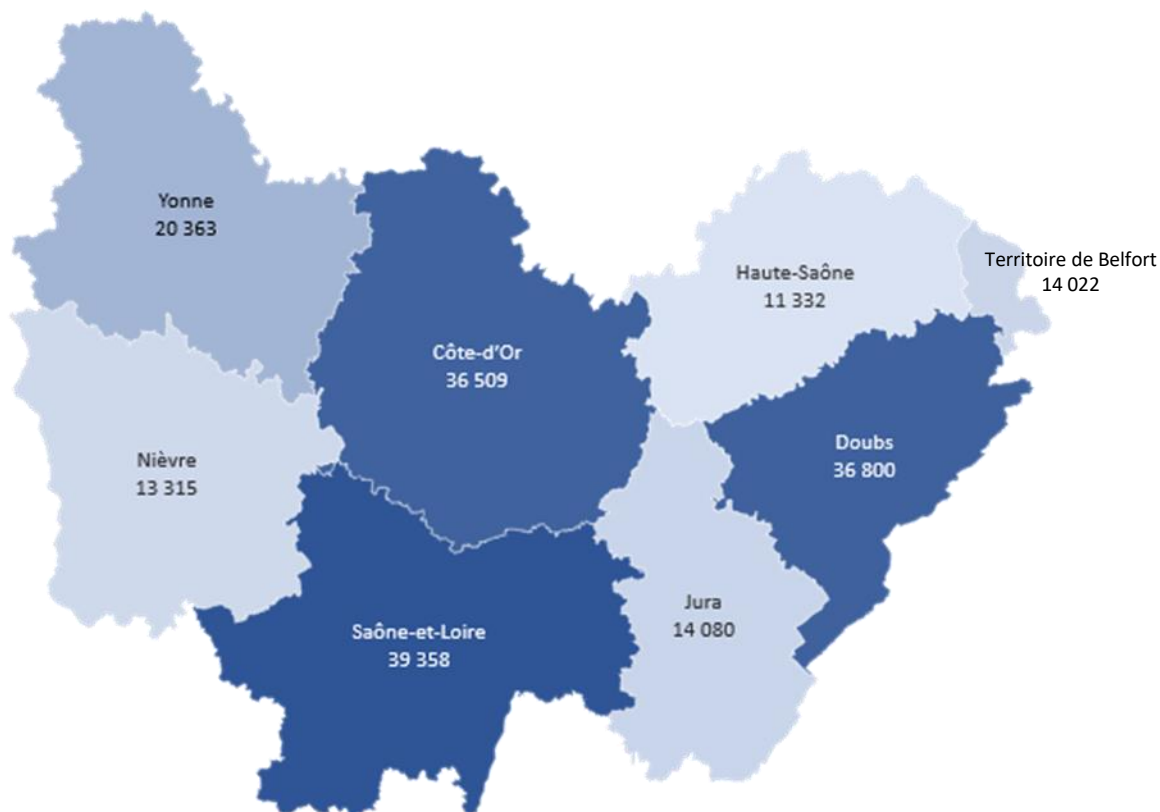 Yonne
20 363
Haute-Saône
11 332
Territoire de Belfort
14 022
Côte-d'Or
36 509
Doubs
36 800
Nièvre
13 315
Jura
14 080
Saône-et-Loire
39 358